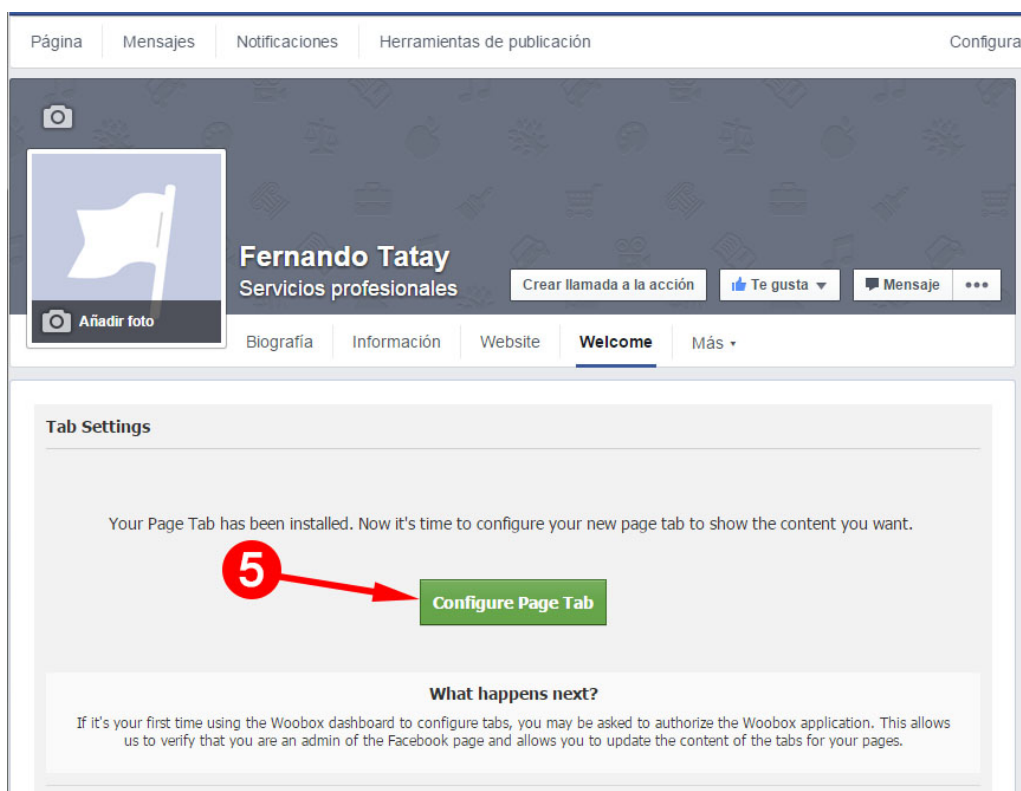 Página Mensajes Notificaciones Herramientas de publicación Configura
Fernando Tatay
Servicios profesionales
Crear llamada a la acción Te gusta Mensaje
Añadir foto
Biografía Información Website Welcome Más
Tab Settings
Your Page Tab has been installed. Now it's time to configure your new page tab to show the content you want.
5
Configure Page Tab
What happens next?
If it's your first time using the Woobox dashboard to configure tabs, you may be asked to authorize the Woobox application. This allows
us to verify that you are an admin of the Facebook page and allows you to update the content of the tabs for your pages.